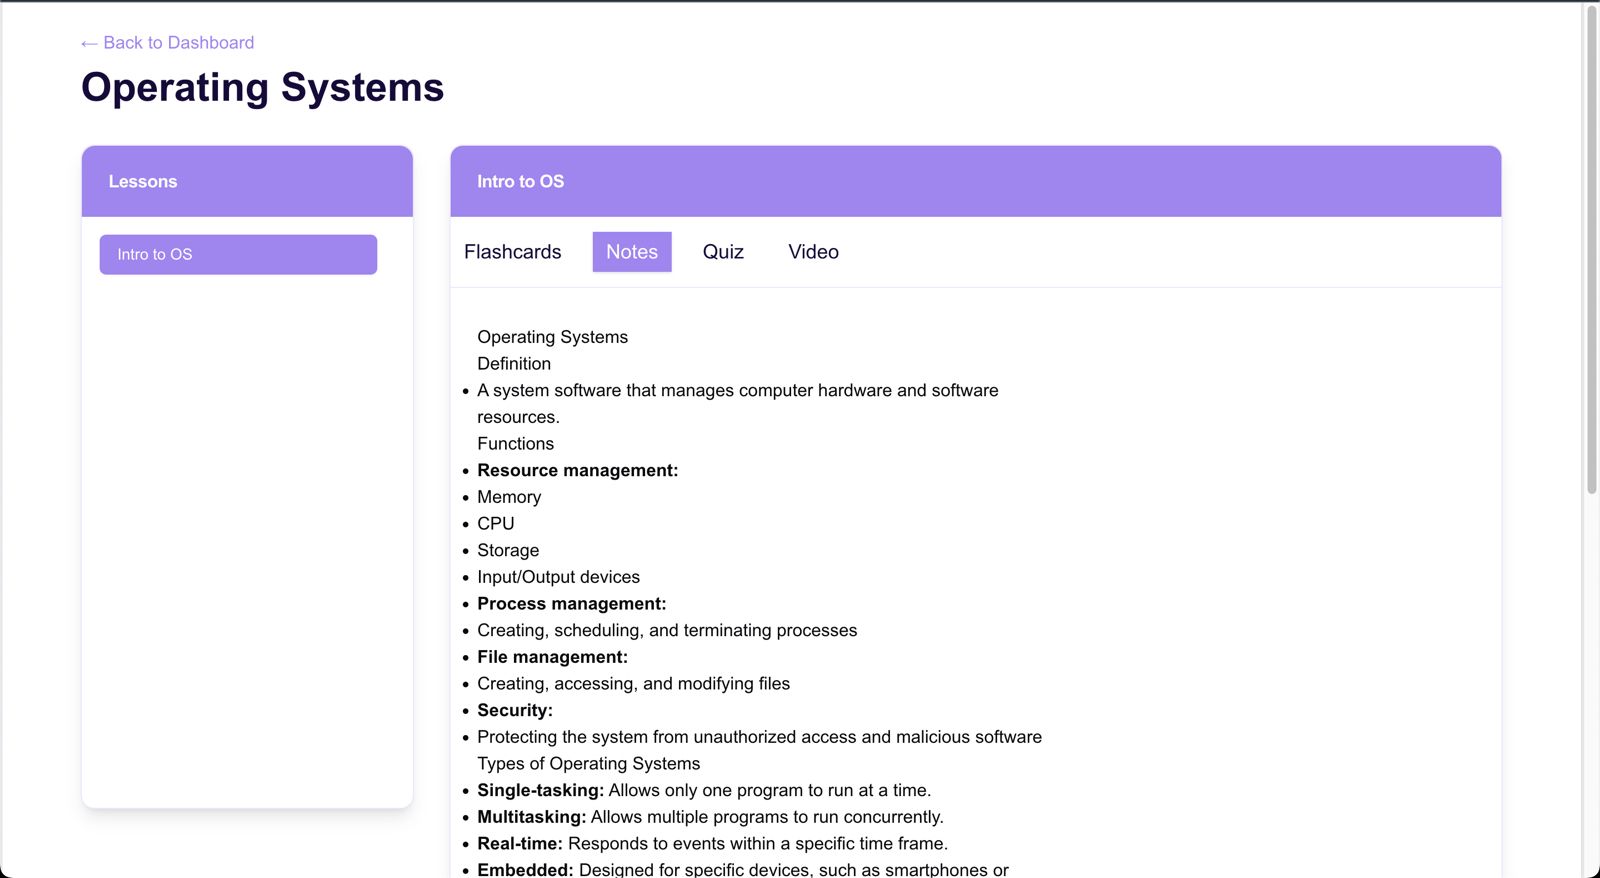 ← Back to Dashboard
Operating Systems
Lessons
Intro to OS
Intro to OS
Flashcards Notes Quiz Video
Operating Systems
Definition
• A system software that manages computer hardware and software
resources.
Functions
• Resource management:
• Memory
• CPU
• Storage
• Input/Output devices
• Process management:
• Creating, scheduling, and terminating processes
• File management:
• Creating, accessing, and modifying files
• Security:
• Protecting the system from unauthorized access and malicious software
Types of Operating Systems
• Single-tasking: Allows only one program to run at a time.
• Multitasking: Allows multiple programs to run concurrently.
• Real-time: Responds to events within a specific time frame.
• Embedded: Designed for specific devices, such as smartphones or